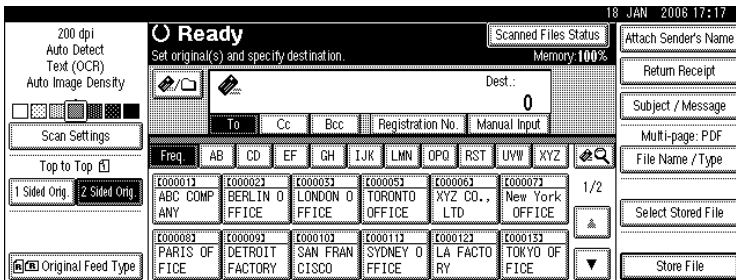 18 JAN 2006 17:17
200 dpi
Auto Detect
Text (OCR)
Auto Image Density
Scan Settings
Top to Top
1 Sided Orig.
2 Sided Orig.
Original Feed Type
Ready
Scanned Files Status
Set original(s) and specify destination.
Memory:100%
Dest.:
0
To
Cc
Bcc
Registration No.
Manual Input
Freq.
AB
CD
EF
GH
IJK
LMN
OPQ
RST
UVW
XYZ
[00001]
ABC COMP
ANY
[00002]
BERLIN O
FFICE
[00003]
LONDON O
FFICE
[00005]
TORONTO
OFFICE
[00006]
XYZ CO.,
LTD
[00007]
New York
OFFICE
1/2
[00008]
PARIS OF
FICE
[00009]
DETROIT
FACTORY
[00010]
SAN FRAN
CISCO
[00011]
SYDNEY O
FFICE
[00012]
LA FACTO
RY
[00013]
TOKYO OF
FICE
Attach Sender's Name
Return Receipt
Subject / Message
Multi-page: PDF
File Name / Type
Select Stored File
Store File